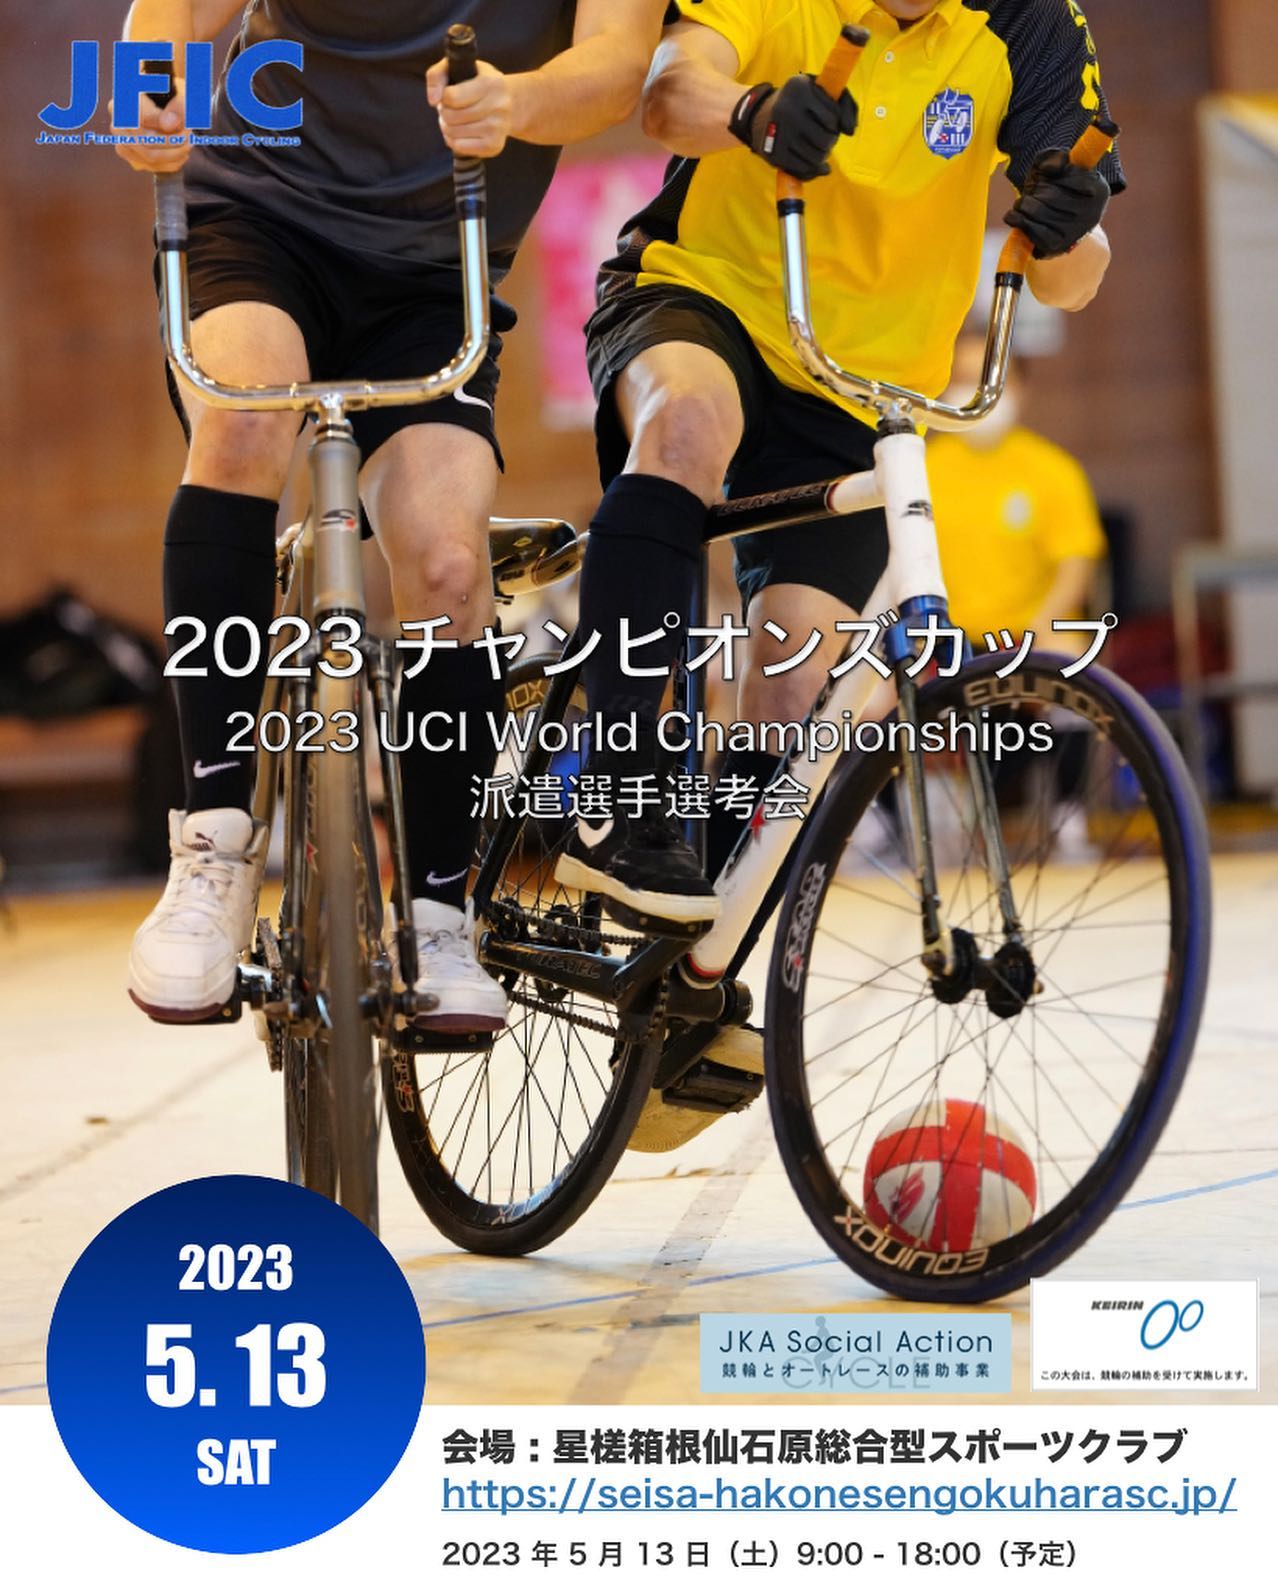 JFIC
JAPAN FEDERATION OF INDOOR CYCLING
2023 チャンピオンズカップ
2023 UCI World Championships
派遣選手選考会
EQUINOX
EQUINOX
2023
5. 13
SAT
JKA Social Action
競輪とオートレースの補助事業
CYCLE
KEIRIN
この大会は、競輪の補助を受けて実施します。
会場：星槎箱根仙石原総合型スポーツクラブ
https://seisa-hakonesengokuharasc.jp/
2023 年 5 月 13 日（土）9:00 - 18:00（予定）